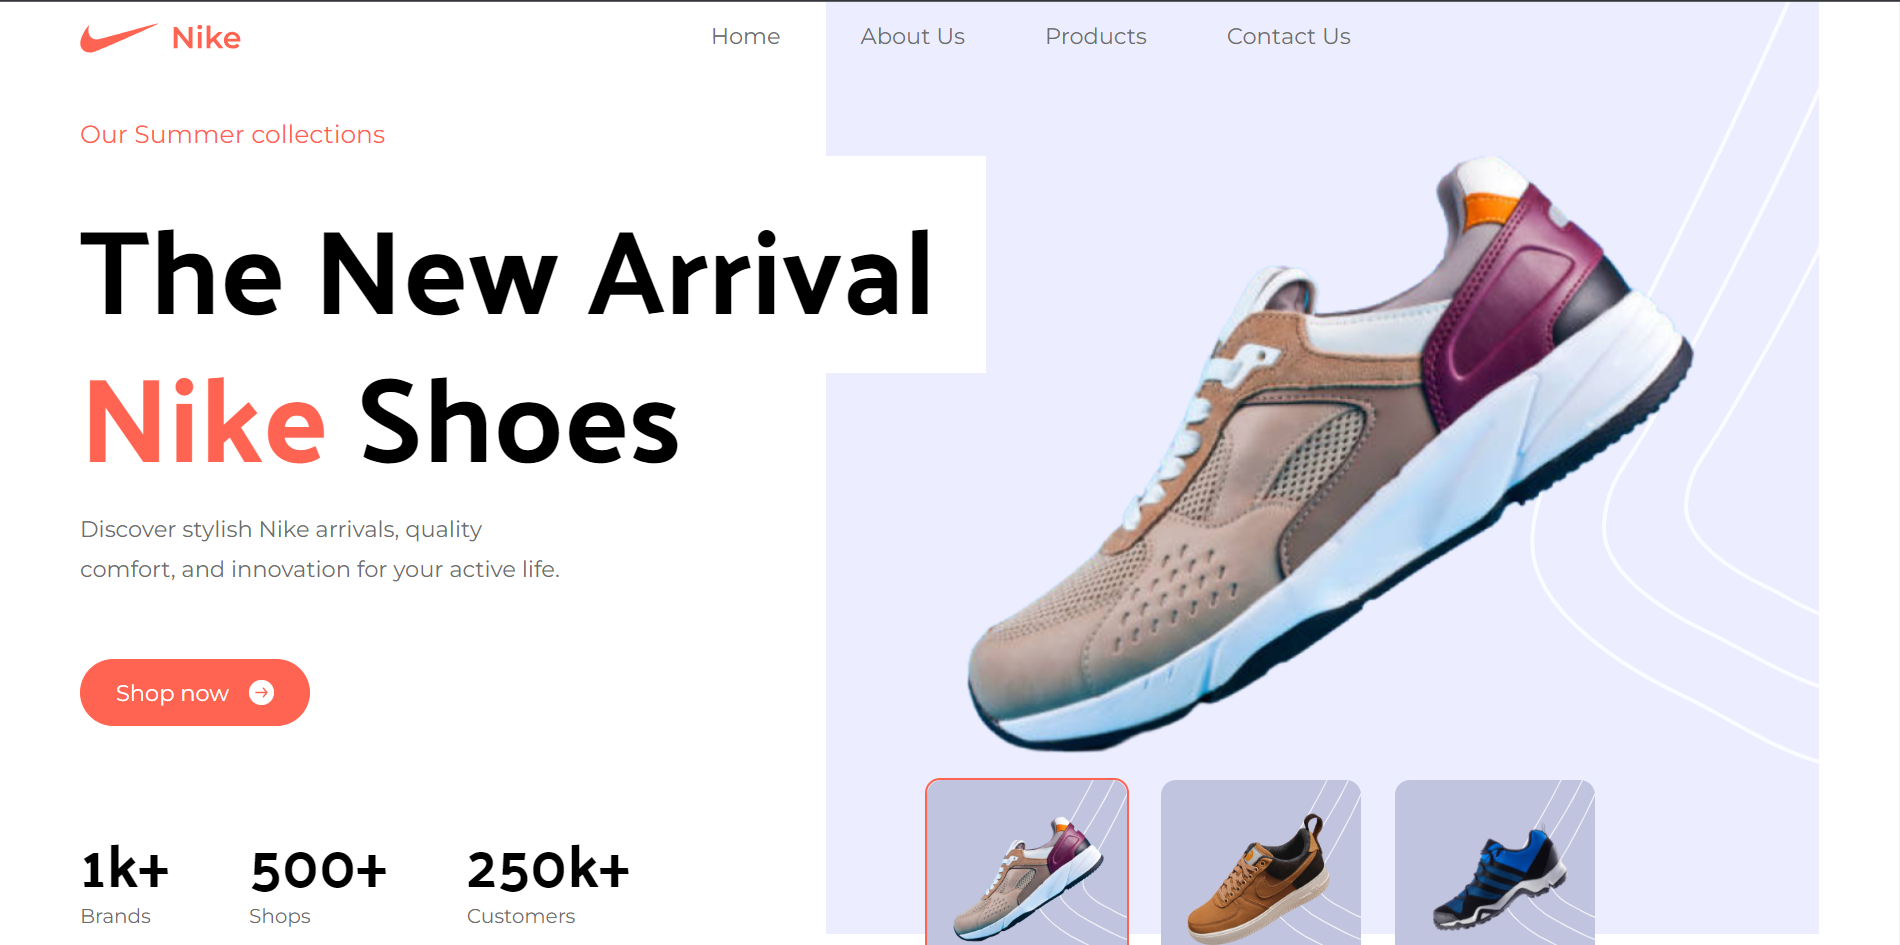 Nike
Home
About Us
Products
Contact Us
Our Summer collections
The New Arrival
Nike Shoes
Discover stylish Nike arrivals, quality
comfort, and innovation for your active life.
Shop now
1k+
Brands
500+
Shops
250k+
Customers